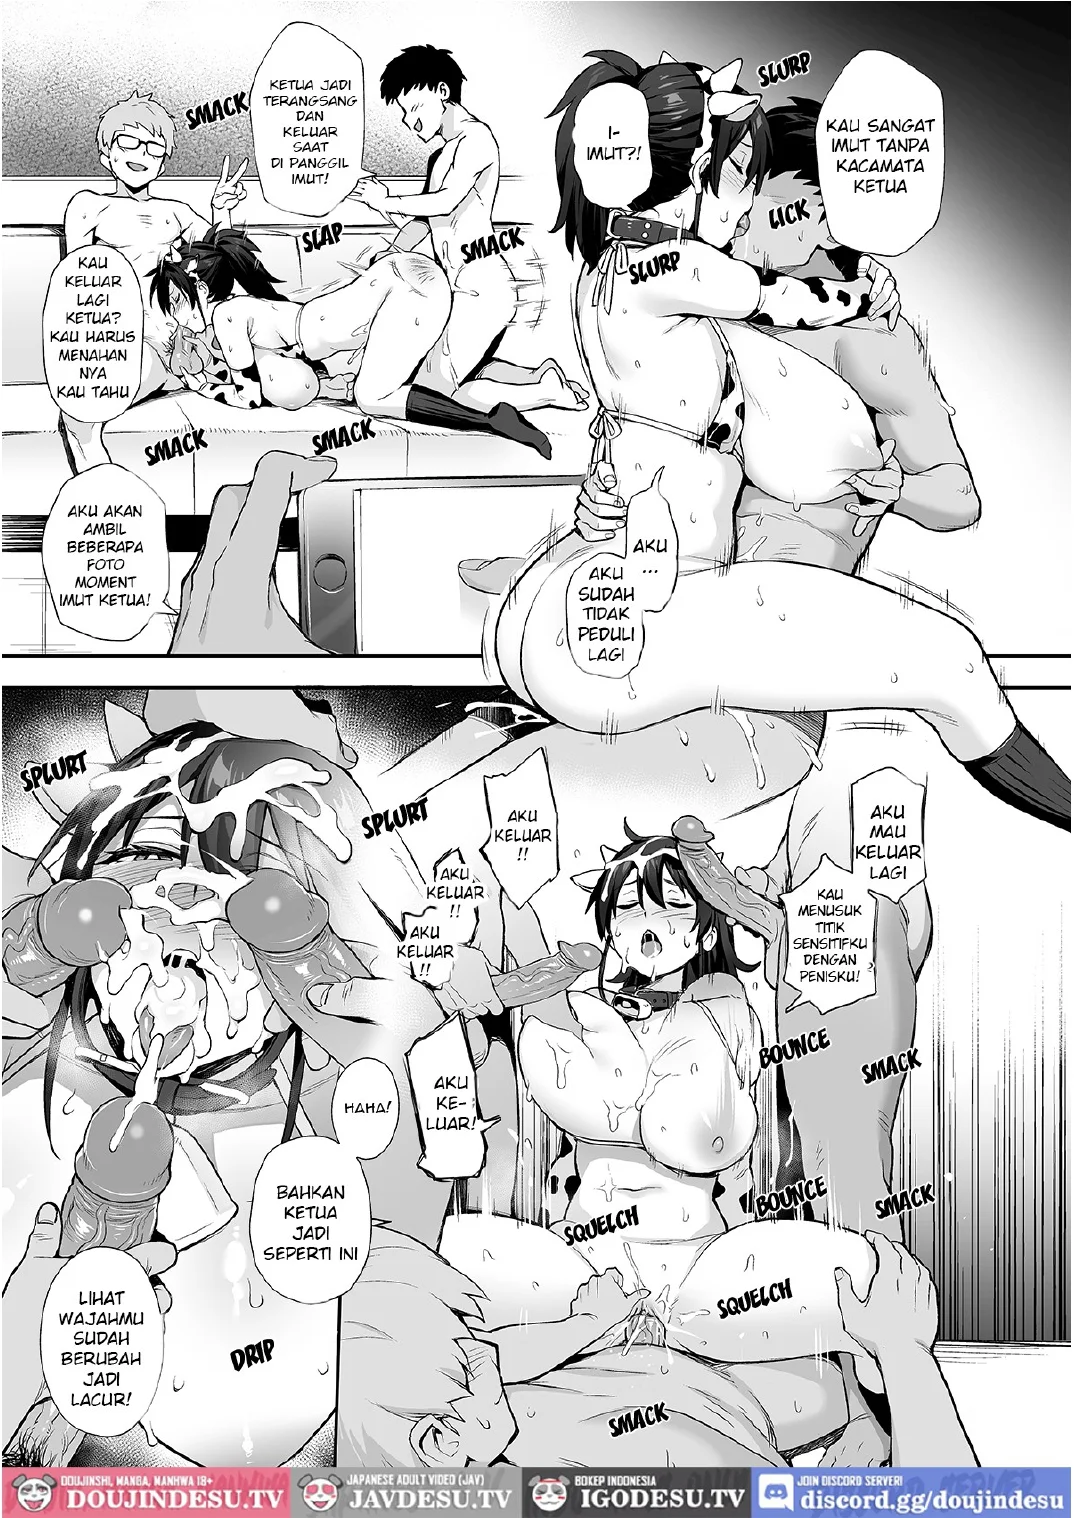 KAU SANGAT
IMUT TANPA
KACAMATA
KETUA
I-
IMUT?!
SLURP
LICK
SLURP
KETUA JADI
TERANGSANG
DAN
KELUAR
SAAT
DI PANGGIL
IMUT!
SMACK
SLAP
SMACK
KAU
KELUAR
LAGI
KETUA?
KAU HARUS
MENAHAN
NYA
KAU TAHU
SMACK
SMACK
AKU AKAN
AMBIL
BEBERAPA
FOTO
MOMENT
IMUT KETUA!
AKU
...
AKU
SUDAH
TIDAK
PEDULI
LAGI
AKU
MAU
KELUAR
LAGI
KAU
MENUSUK
TITIK
SENSITIFKU
DENGAN
PENISKU!
AKU
KELUAR
!!
AKU
KELUAR
!!
AKU
KELUAR
!!
AKU
KE-
LUAR!
BOUNCE
SMACK
BOUNCE
SMACK
SQUELCH
SQUELCH
SMACK
SPLURT
SPLURT
HAHA!
BAHKAN
KETUA
JADI
SEPERTI INI
LIHAT
WAJAHMU
SUDAH
BERUBAH
JADI
LACUR!
DRIP
DOUJINSHI, MANGA, MANHWA 18+
DOUJINDESU.TV
JAPANESE ADULT VIDEO (JAV)
JAVDESU.TV
BOKEP INDONESIA
IGODESU.TV
JOIN DISCORD SERVER!
discord.gg/doujindesu